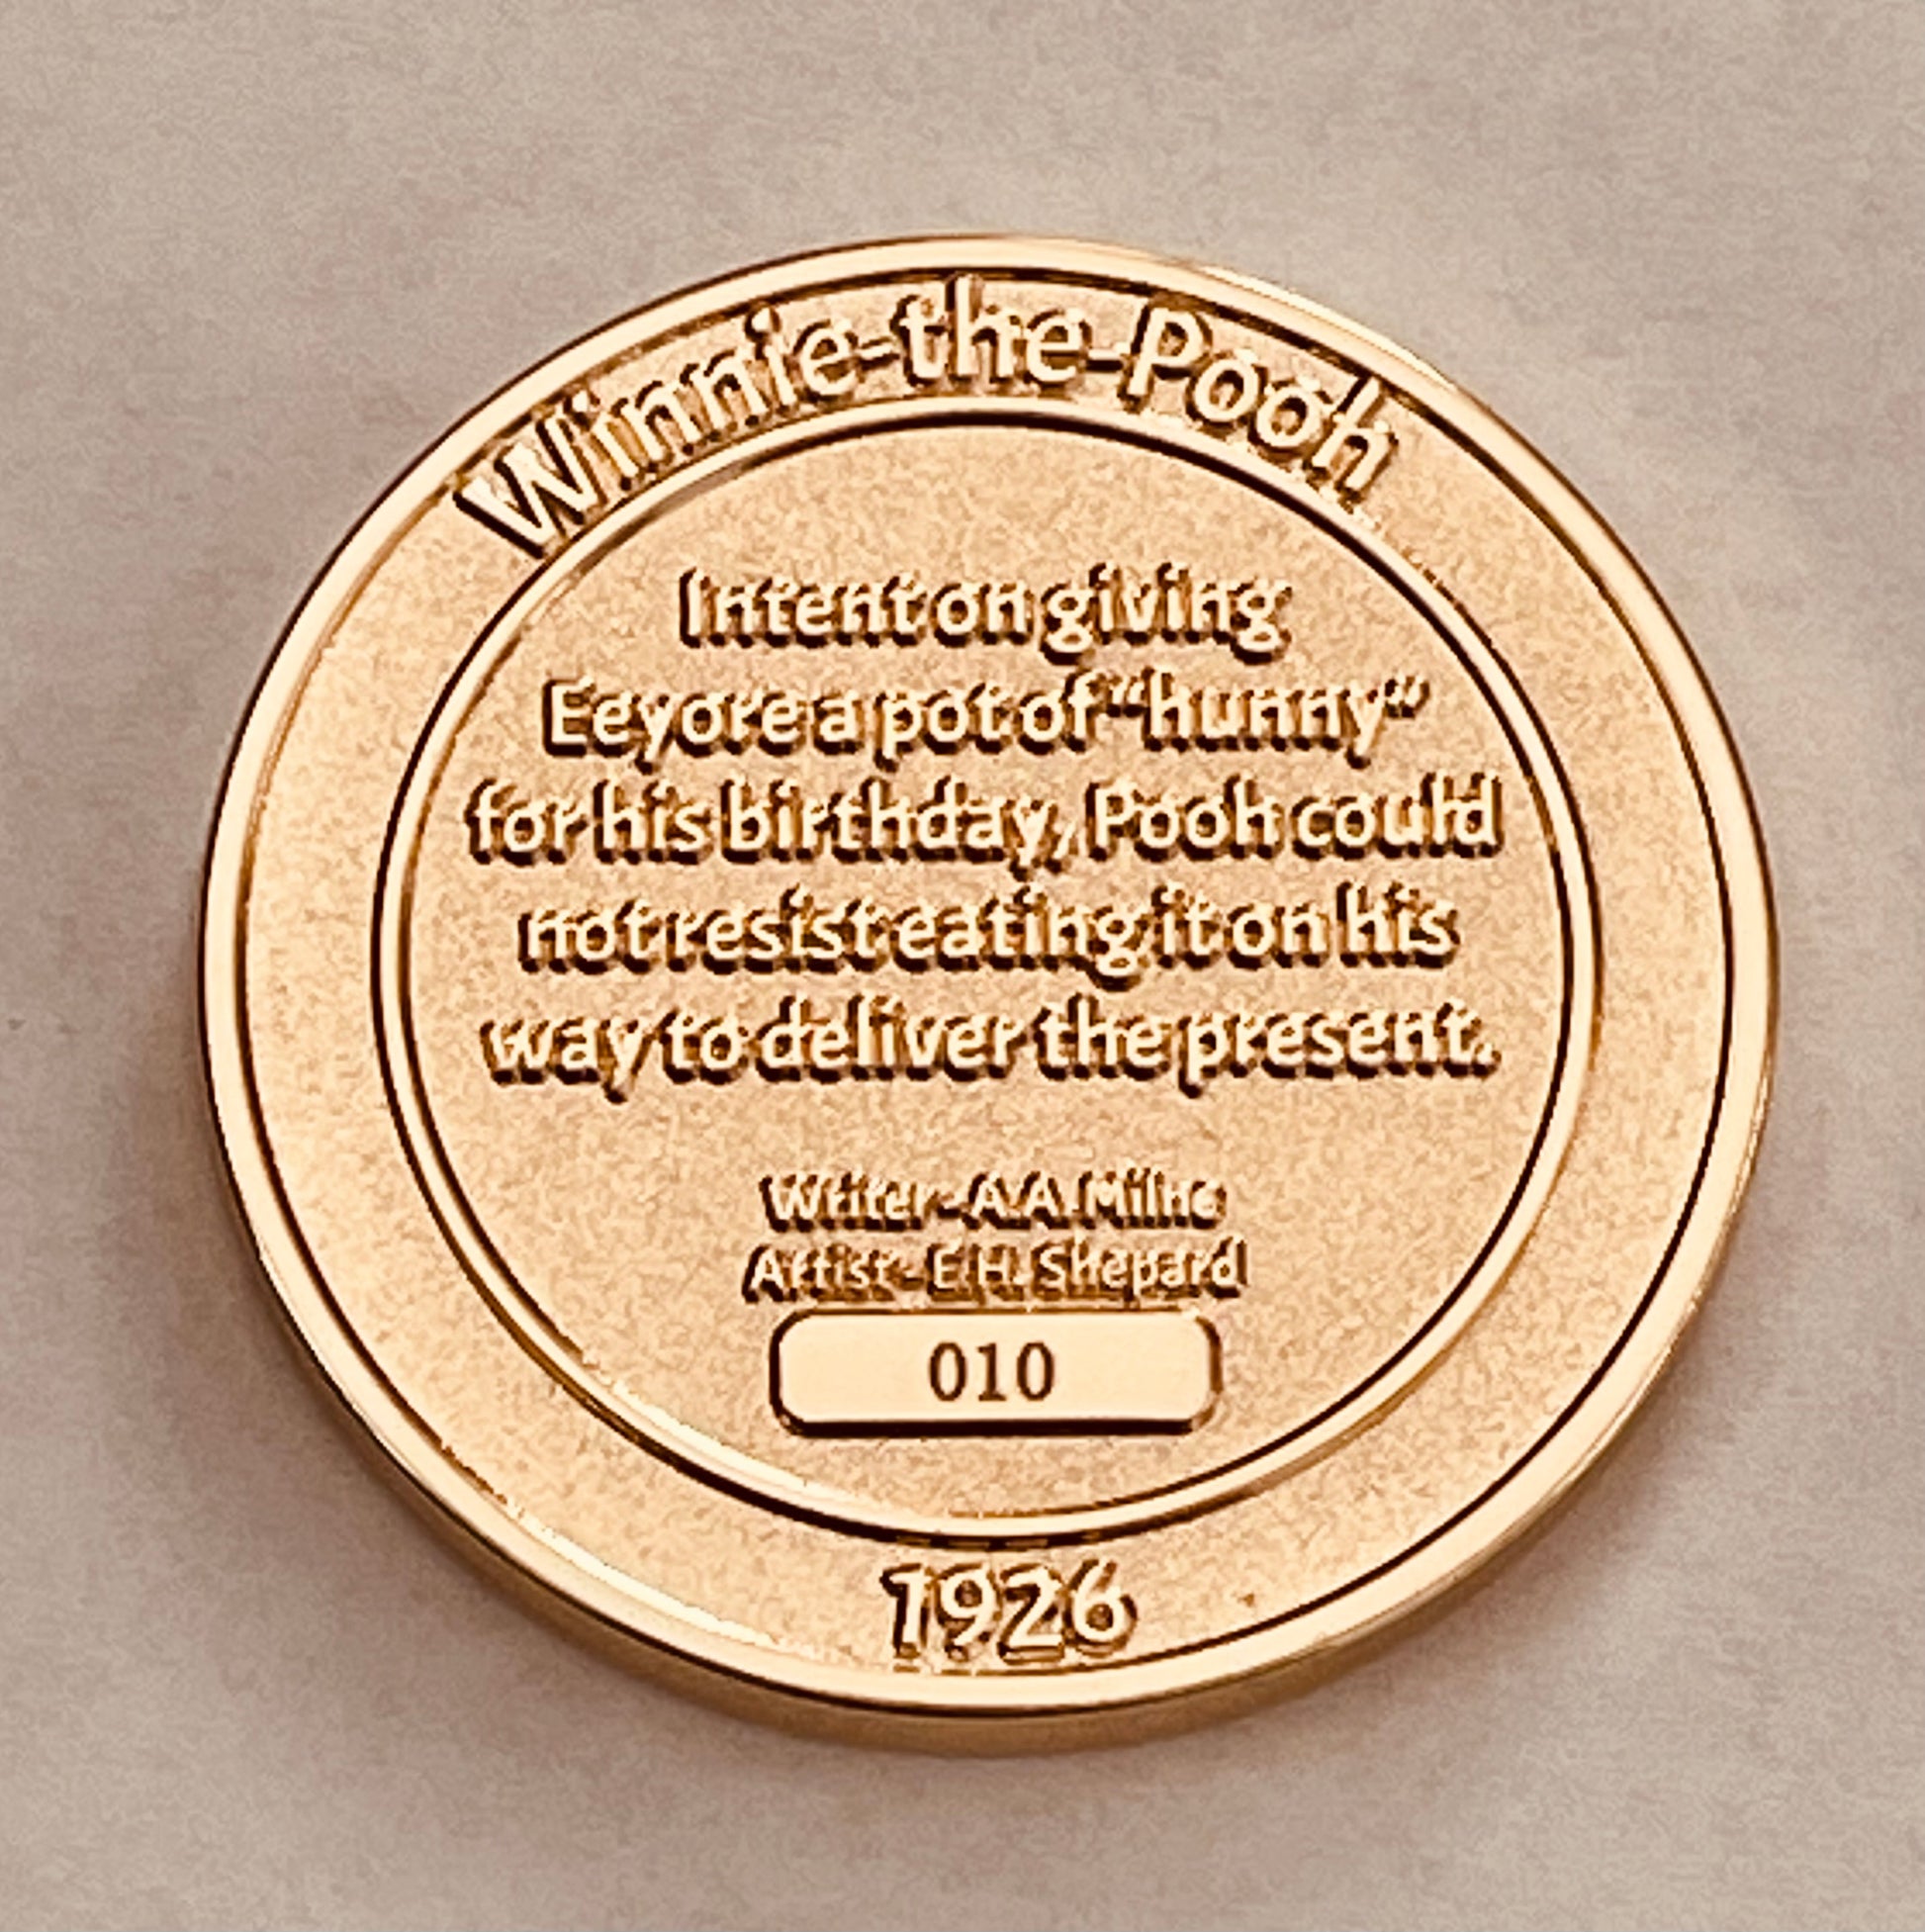 Winnie-the-Pooh
Intent on giving
Eeyore a pot of “hunny“
for his birthday, Pooh could
not resist eating it on his
way to deliver the present.
Writer - A.A. Milne
Artist - E.H. Shepard
010
1926